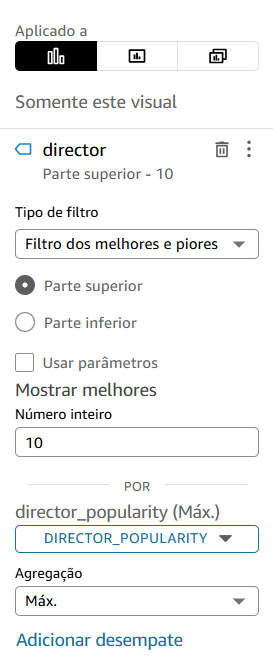 Aplicado a
Somente este visual
director
Parte superior - 10
Tipo de filtro
Filtro dos melhores e piores
Parte superior
Parte inferior
Usar parâmetros
Mostrar melhores
Número inteiro
10
POR
director_popularity (Máx.)
DIRECTOR_POPULARITY
Agregação
Máx.
Adicionar desempate